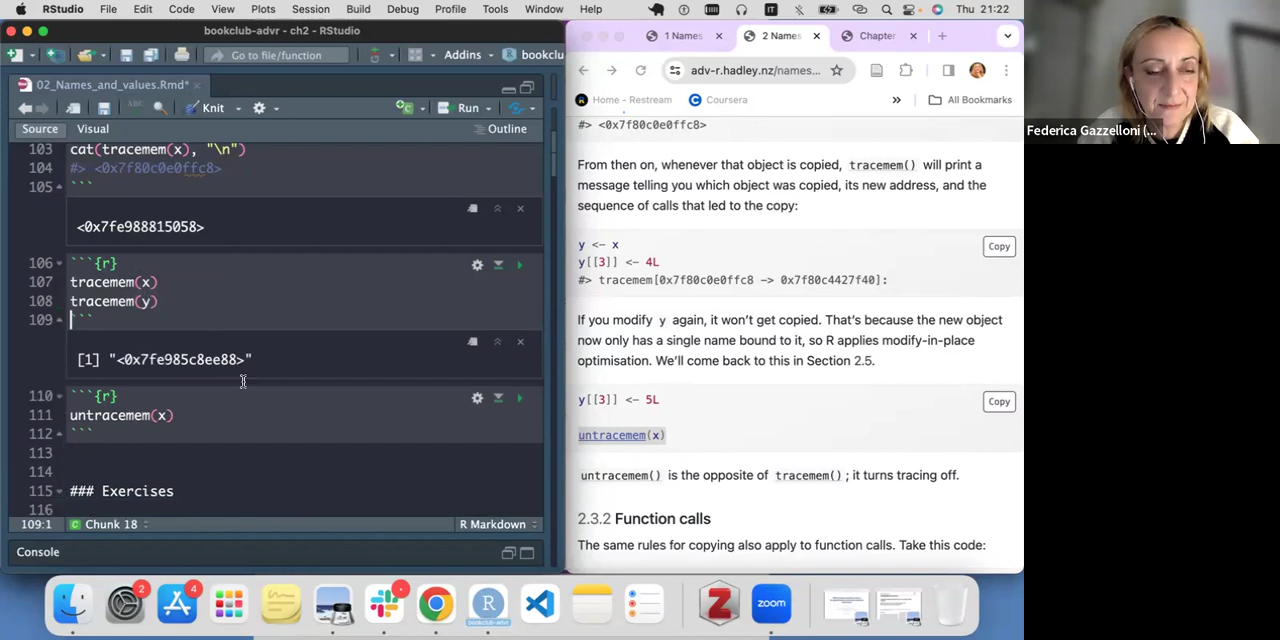 RStudio File Edit Code View Plots Session Build Debug Profile Tools Window Help Thu 21:22
bookclub-advr - ch2 - RStudio
Go to file/function Addins bookclu
02_Names_and_values.Rmd*
Knit Run
Source Visual Outline
103 cat(tracemem(x), "\n")
104 #> <0x7f80c0e0ffc8>
105 ```
<0x7fe988815058>
106 ```{r}
107 tracemem(x)
108 tracemem(y)
109 ```
[1] "<0x7fe985c8ee88>"
110 ```{r}
111 untracemem(x)
112 ```
113
114
115 ### Exercises
116
109:1 Chunk 18 R Markdown
Console
1 Names 2 Names Chapter
adv-r.hadley.nz/names...
Home - Restream Coursera » All Bookmarks
#> <0x7f80c0e0ffc8>
From then on, whenever that object is copied, tracemem() will print a
message telling you which object was copied, its new address, and the
sequence of calls that led to the copy:
y <- x
Copy
y[[3]] <- 4L
#> tracemem[0x7f80c0e0ffc8 -> 0x7f80c4427f40]:
If you modify y again, it won't get copied. That's because the new object
now only has a single name bound to it, so R applies modify-in-place
optimisation. We'll come back to this in Section 2.5.
y[[3]] <- 5L
Copy
untracemem(x)
untracemem() is the opposite of tracemem(); it turns tracing off.
2.3.2 Function calls
The same rules for copying also apply to function calls. Take this code:
Federica Gazzelloni (...
2 4 R bookclub-advr Z zoom